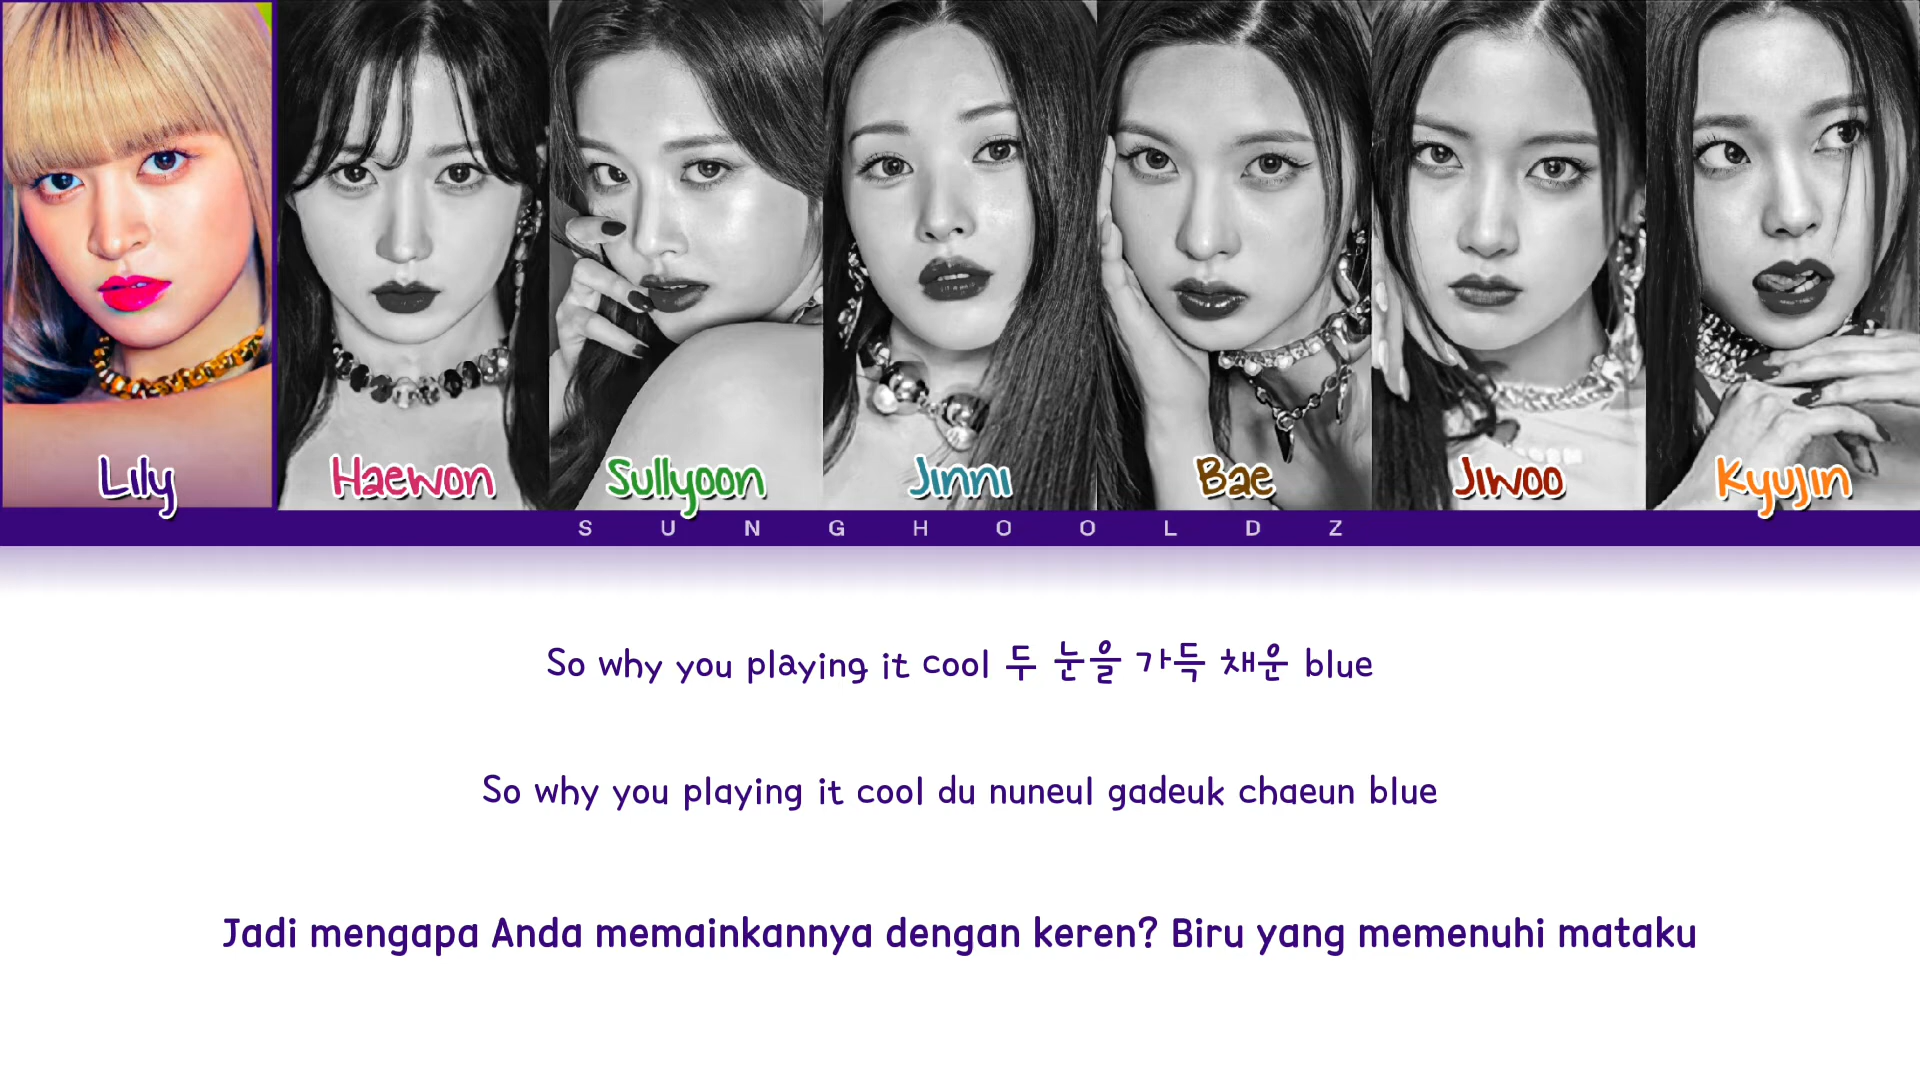 Lily Haewon Sullyoon Jinni Bae Jiwoo Kyujin
SUNGHOOLDZ
So why you playing it cool 두 눈을 가득 채운 blue
So why you playing it cool du nuneul gadeuk chaeun blue
Jadi mengapa Anda memainkannya dengan keren? Biru yang memenuhi mataku